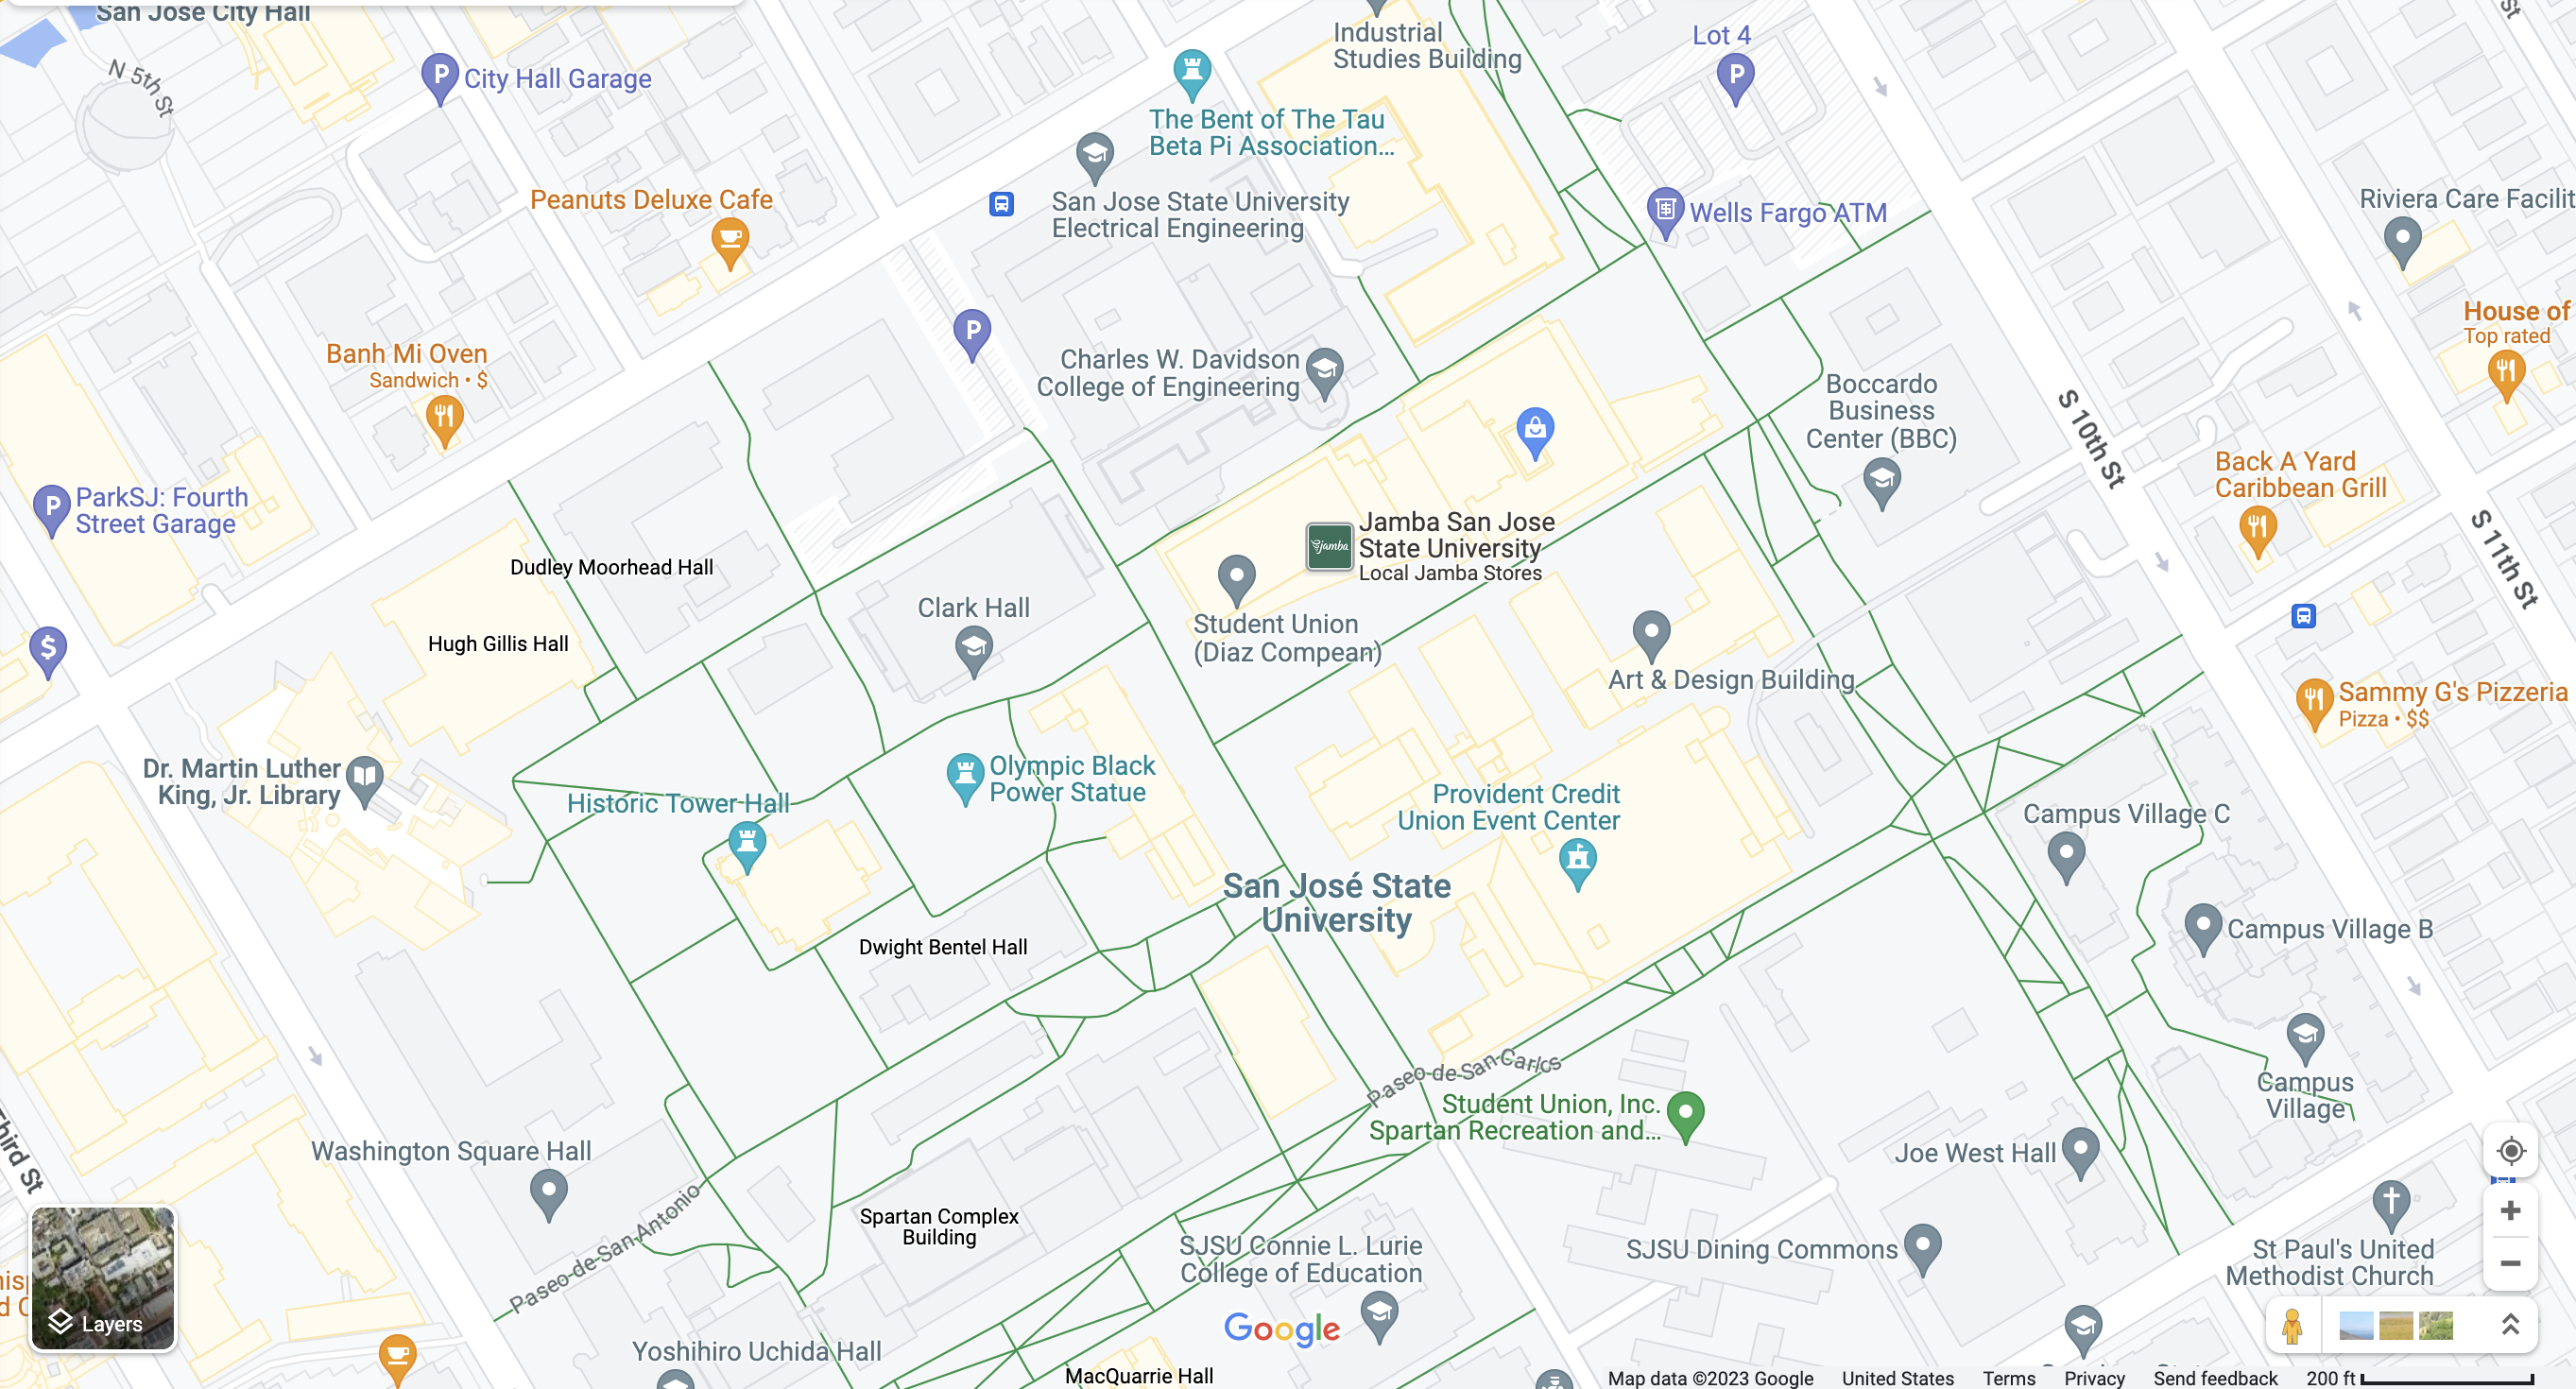 San Jose City Hall
N 5th St
City Hall Garage
Industrial
Studies Building
Lot 4
The Bent of The Tau
Beta Pi Association...
San Jose State University
Electrical Engineering
Peanuts Deluxe Cafe
Wells Fargo ATM
Riviera Care Facilit
House of
Top rated
Banh Mi Oven
Sandwich • $
Charles W. Davidson
College of Engineering
Boccardo
Business
Center (BBC)
S 10th St
Back A Yard
Caribbean Grill
S 11th St
ParkSJ: Fourth
Street Garage
Dudley Moorhead Hall
Jamba San Jose
State University
Local Jamba Stores
jamba
Clark Hall
Hugh Gillis Hall
Student Union
(Diaz Compean)
Art & Design Building
Sammy G's Pizzeria
Pizza • $$
Dr. Martin Luther
King, Jr. Library
Olympic Black
Power Statue
Historic Tower Hall
Provident Credit
Union Event Center
Campus Village C
San José State
University
Dwight Bentel Hall
Campus Village B
Paseo de San Carlos
Campus
Village
Student Union, Inc.
Spartan Recreation and...
Third St
Washington Square Hall
Joe West Hall
Paseo de San Antonio
Spartan Complex
Building
SJSU Connie L. Lurie
College of Education
SJSU Dining Commons
St Paul's United
Methodist Church
Layers
Google
Yoshihiro Uchida Hall
MacQuarrie Hall
Map data ©2023 Google United States Terms Privacy Send feedback 200 ft